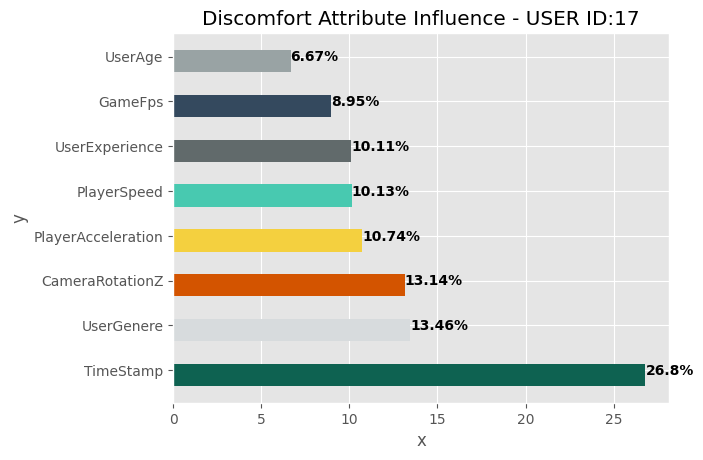 Discomfort Attribute Influence - USER ID:17
UserAge 6.67%
GameFps 8.95%
UserExperience 10.11%
PlayerSpeed 10.13%
PlayerAcceleration 10.74%
CameraRotationZ 13.14%
UserGenere 13.46%
TimeStamp 26.8%
0 5 10 15 20 25
x
y